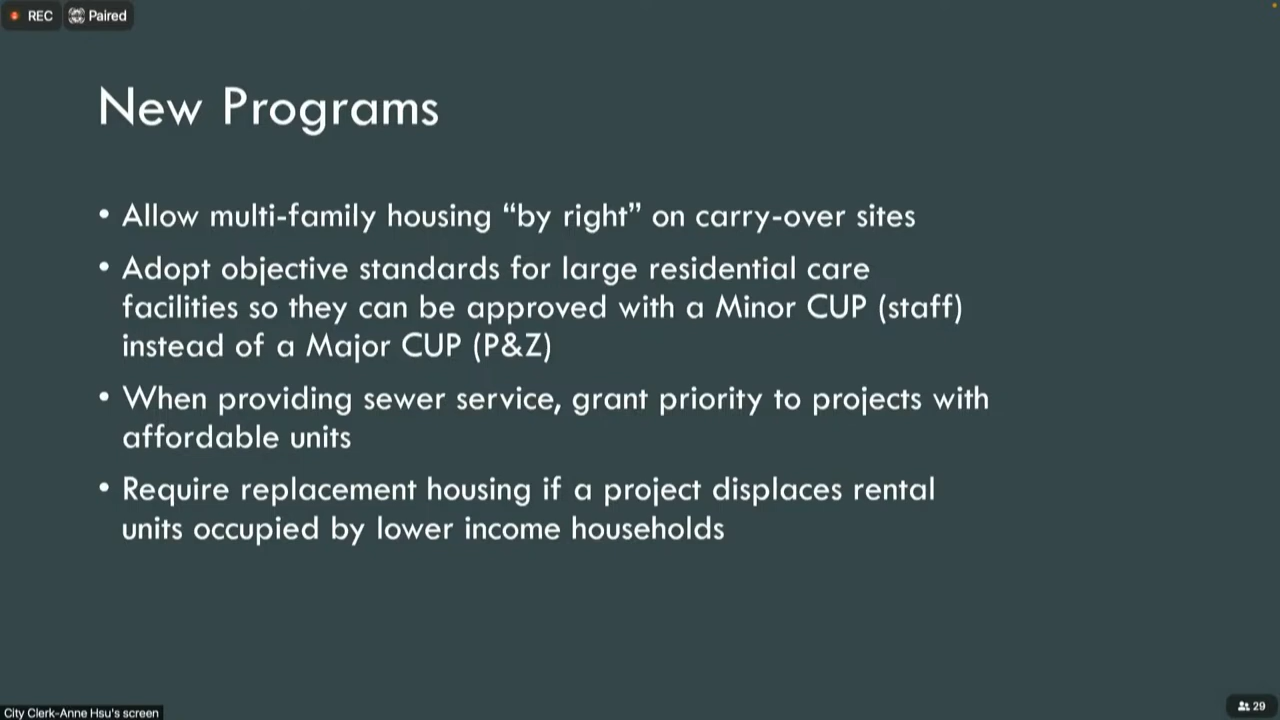 REC
Paired
New Programs
• Allow multi-family housing “by right” on carry-over sites
• Adopt objective standards for large residential care
facilities so they can be approved with a Minor CUP (staff)
instead of a Major CUP (P&Z)
• When providing sewer service, grant priority to projects with
affordable units
• Require replacement housing if a project displaces rental
units occupied by lower income households
City Clerk-Anne Hsu's screen
29